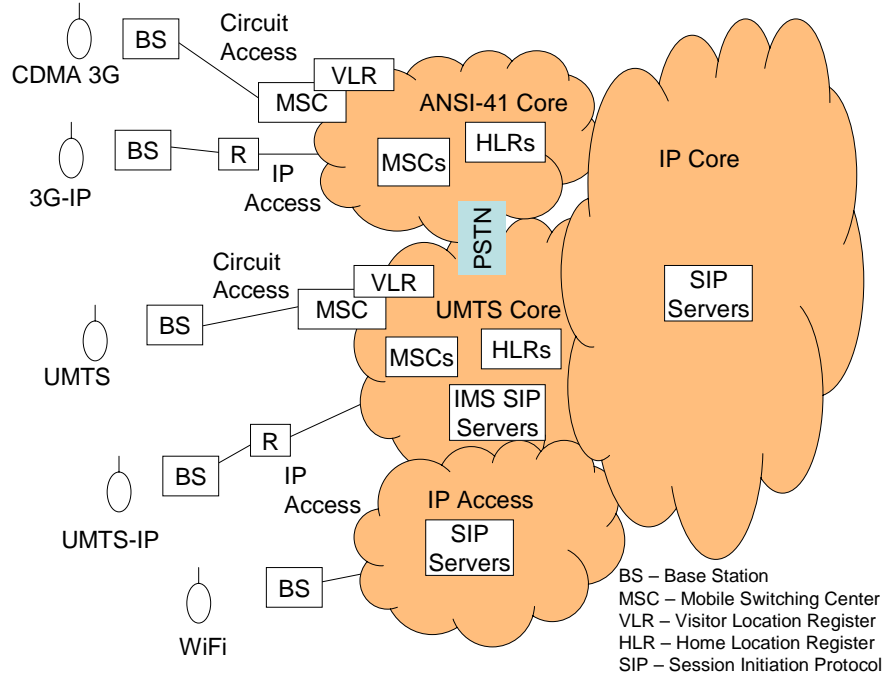 CDMA 3G
BS
Circuit
Access
MSC
VLR
ANSI-41 Core
MSCs
HLRs
3G-IP
BS
R
IP
Access
PSTN
IP Core
SIP
Servers
UMTS
BS
Circuit
Access
MSC
VLR
UMTS Core
MSCs
HLRs
IMS SIP
Servers
UMTS-IP
BS
R
IP
Access
IP Access
SIP
Servers
WiFi
BS
BS – Base Station
MSC – Mobile Switching Center
VLR – Visitor Location Register
HLR – Home Location Register
SIP – Session Initiation Protocol